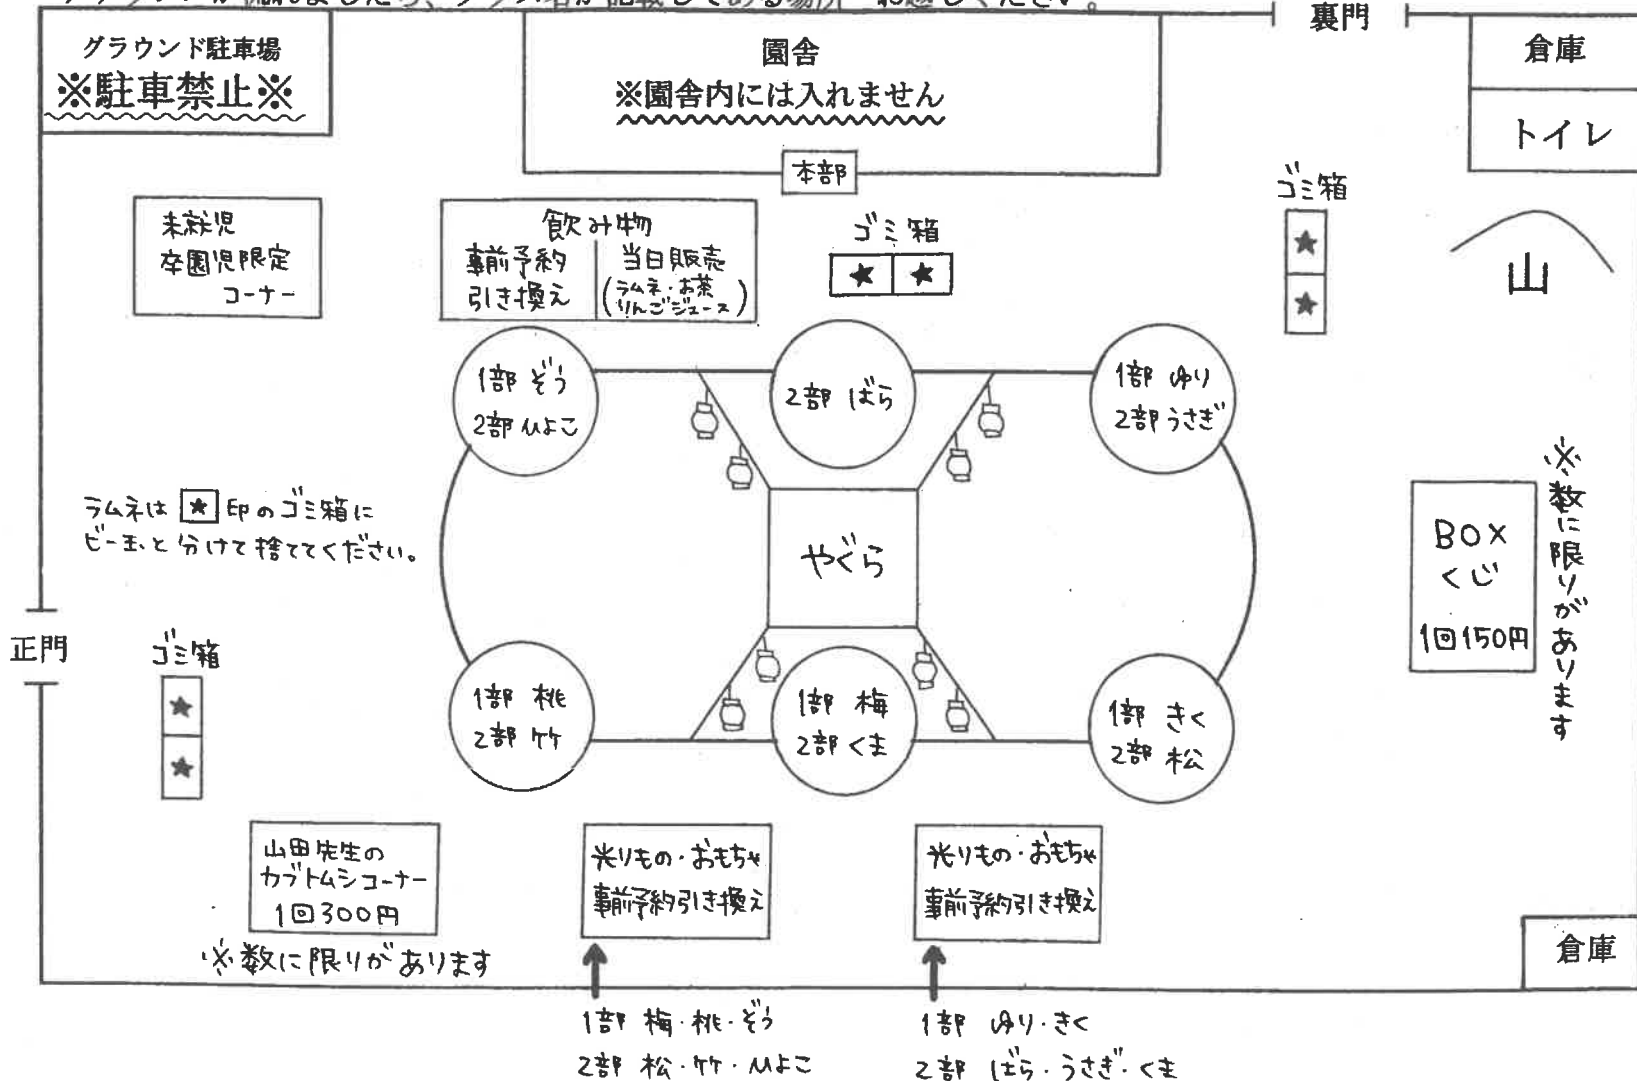 裏門
グラウンド駐車場
※駐車禁止※
園舎
※園舎内には入れません
倉庫
トイレ
本部
未就児
卒園児限定
コーナー
飲み物
事前予約
引き換え
当日販売
(ラムネ・お茶
りんごジュース)
ゴミ箱
★ ★
ゴミ箱
★
★
山
1部 ぞう
2部 ひよこ
2部 ばら
1部 ゆり
2部 うさぎ
ラムネは ★ 印のゴミ箱に
ビー玉と分けて捨ててください。
やぐら
BOX
くじ
1回150円
※数に限りがあります
正門
ゴミ箱
★
★
1部 桃
2部 竹
1部 梅
2部 くま
1部 きく
2部 松
山田先生の
カブトムシコーナー
1回300円
※数に限りがあります
光りもの・おもちゃ
事前予約引き換え
光りもの・おもちゃ
事前予約引き換え
倉庫
1部 梅・桃・ぞう
2部 松・竹・ひよこ
1部 ゆり・きく
2部 ばら・うさぎ・くま